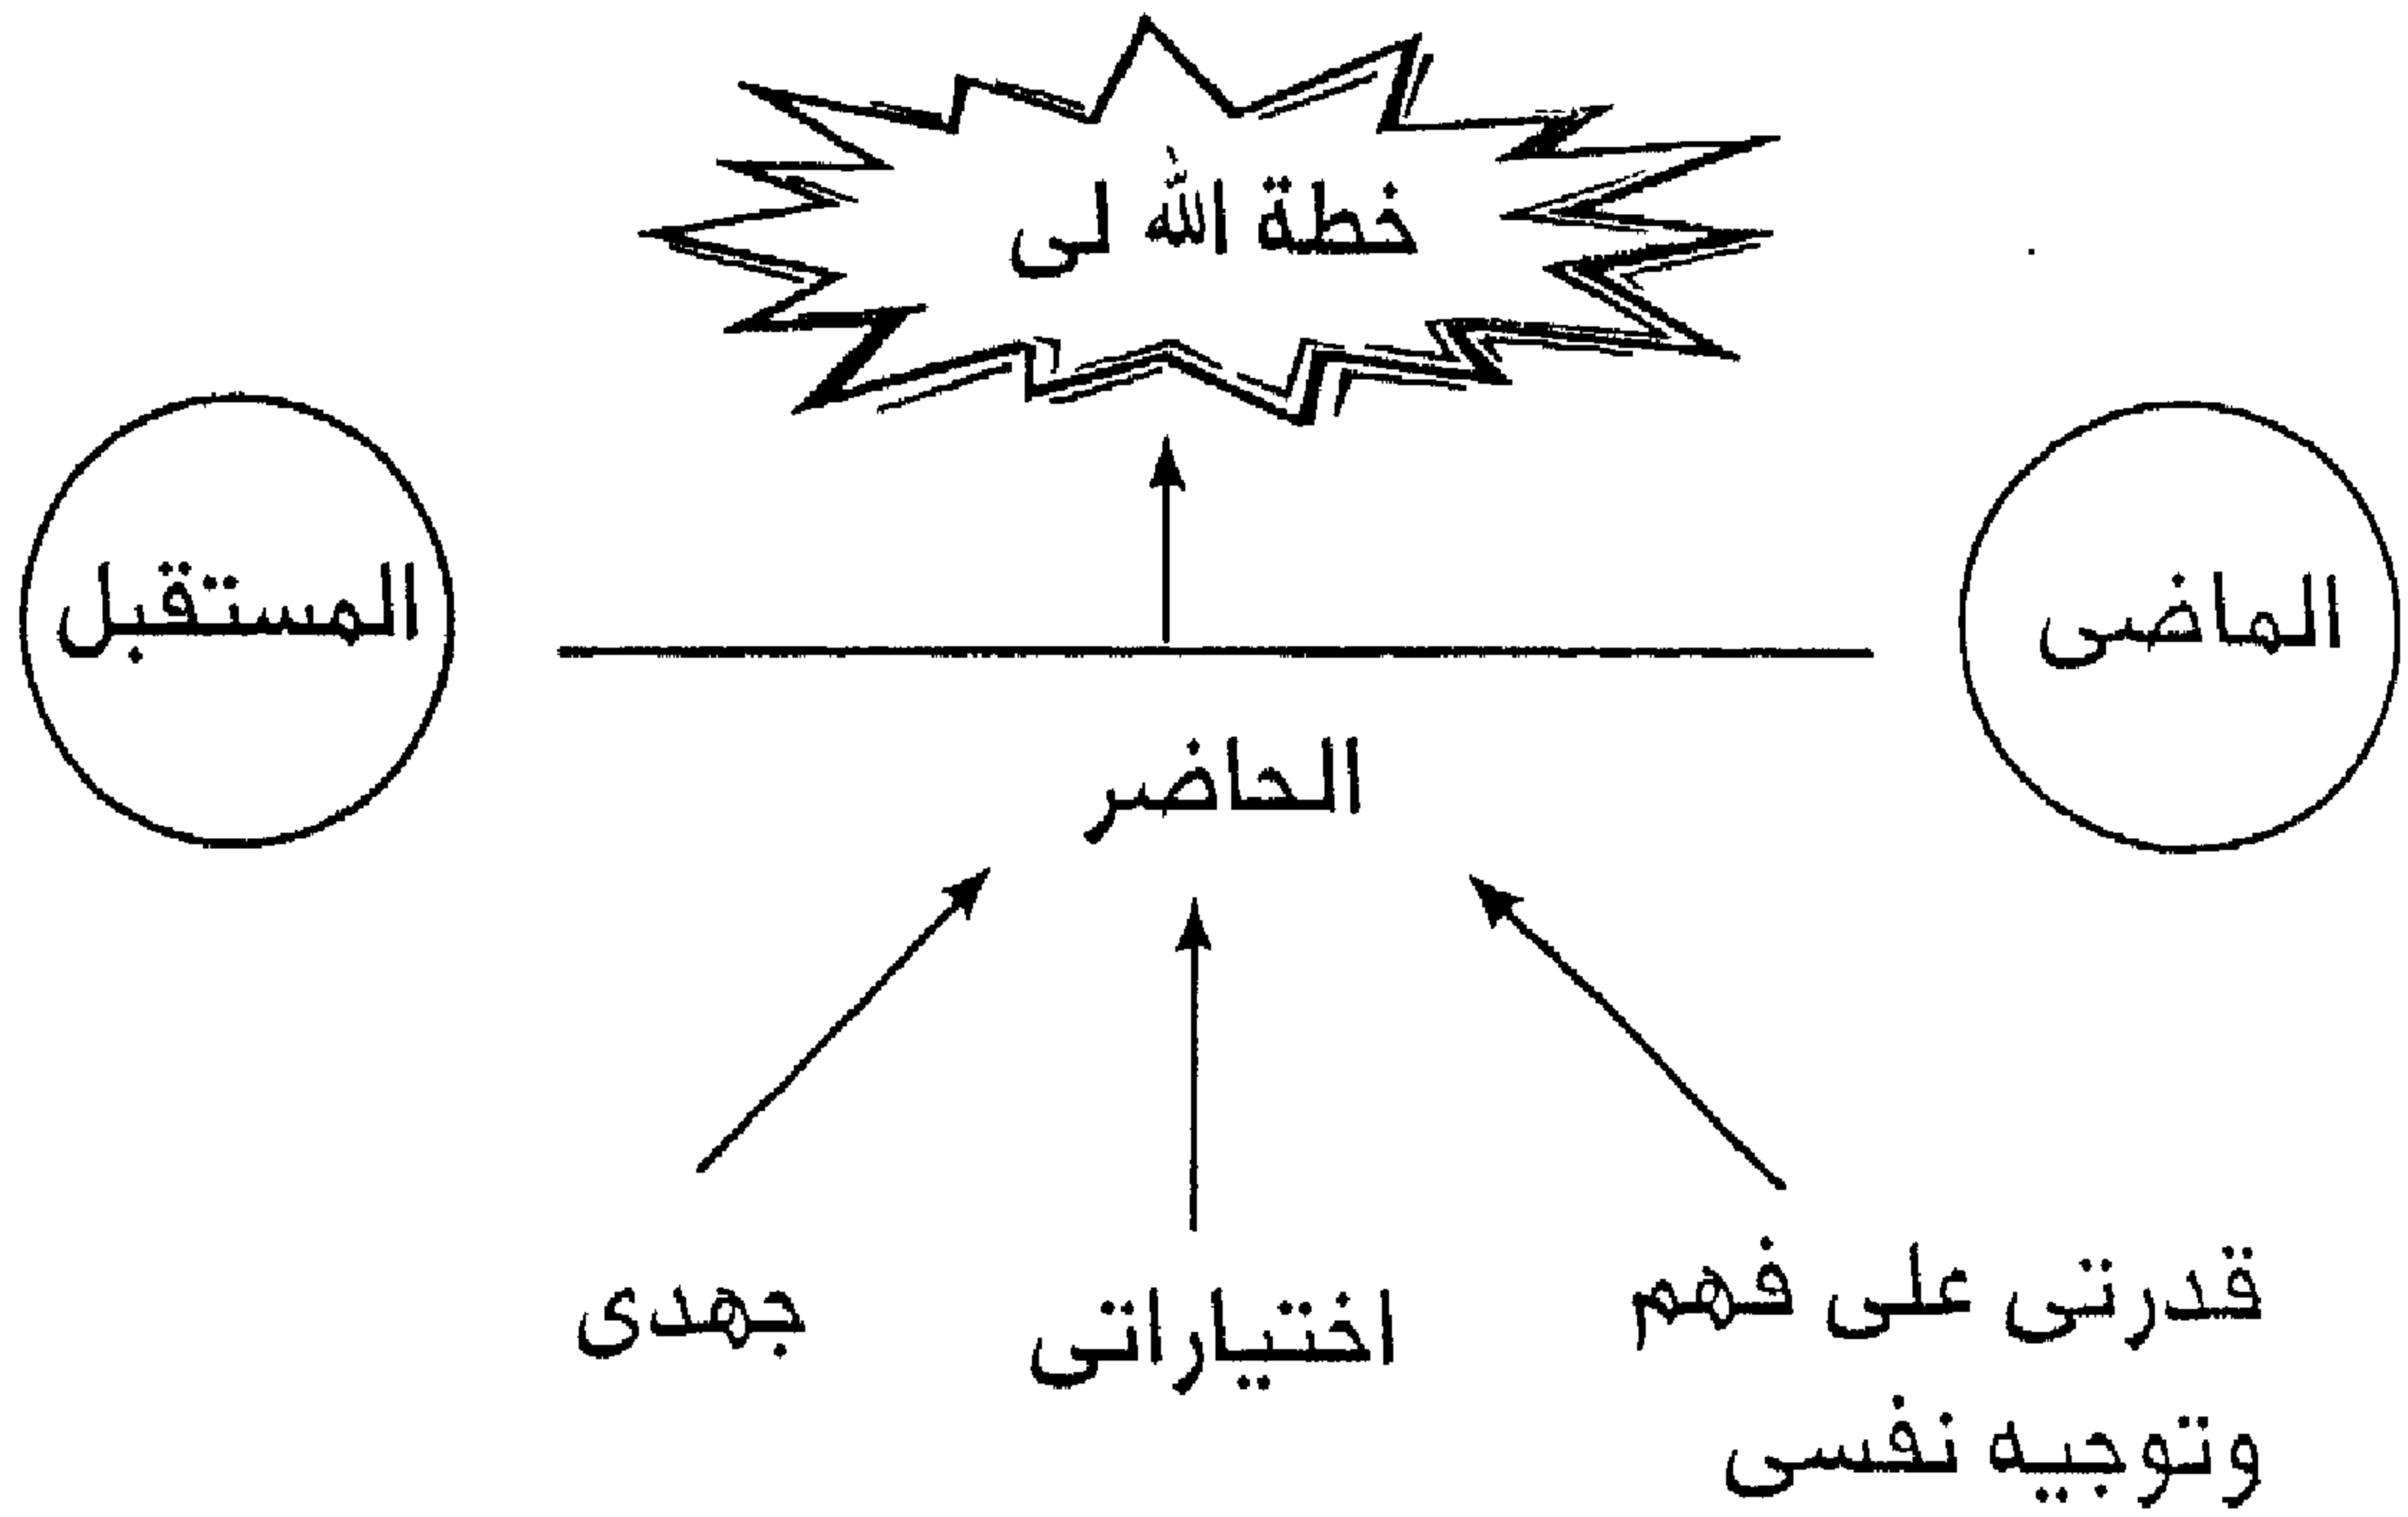 خطة الله لى
الماضى
المستقبل
الحاضر
قدرتى على فهم
وتوجيه نفسى
اختياراتى
جهدى